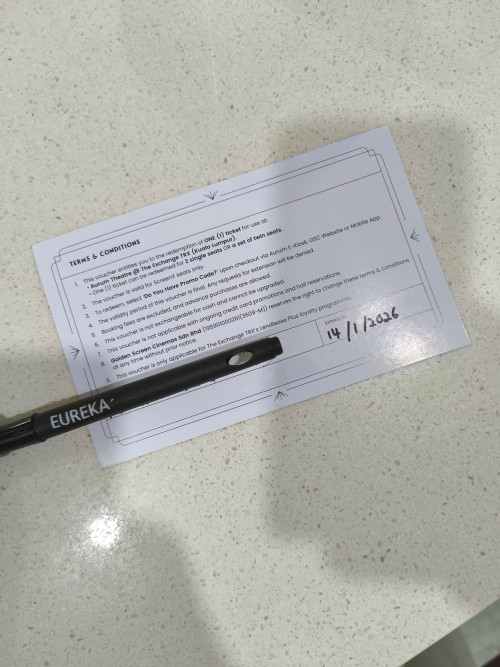 TERMS & CONDITIONS
1. This voucher entitles you to the redemption of ONE (1) ticket for use at:
- Aurum Theatre @ The Exchange TRX (Kuala Lumpur).
• One (1) ticket can be redeemed for 2 single seats OR a set of twin seats.
2. The voucher is valid for screenX seats only.
3. To redeem, select "Do You Have Promo Code?" upon checkout via Aurum E-Kiosk, GSC Website or Mobile App.
4. The validity period of this voucher is final. Any requests for extension will be denied.
5. Booking fees are excluded, and advance purchases are allowed.
6. This voucher is not exchangeable for cash and cannot be upgraded.
7. This voucher is not applicable with ongoing credit card promotions and hall reservations.
8. Golden Screen Cinemas Sdn Bhd reserves the right to change these terms & conditions
at any time without prior notice.
9. This voucher is only applicable for The Exchange TRX's Lendlease Plus loyalty programme.
14/1/2026
EUREKA